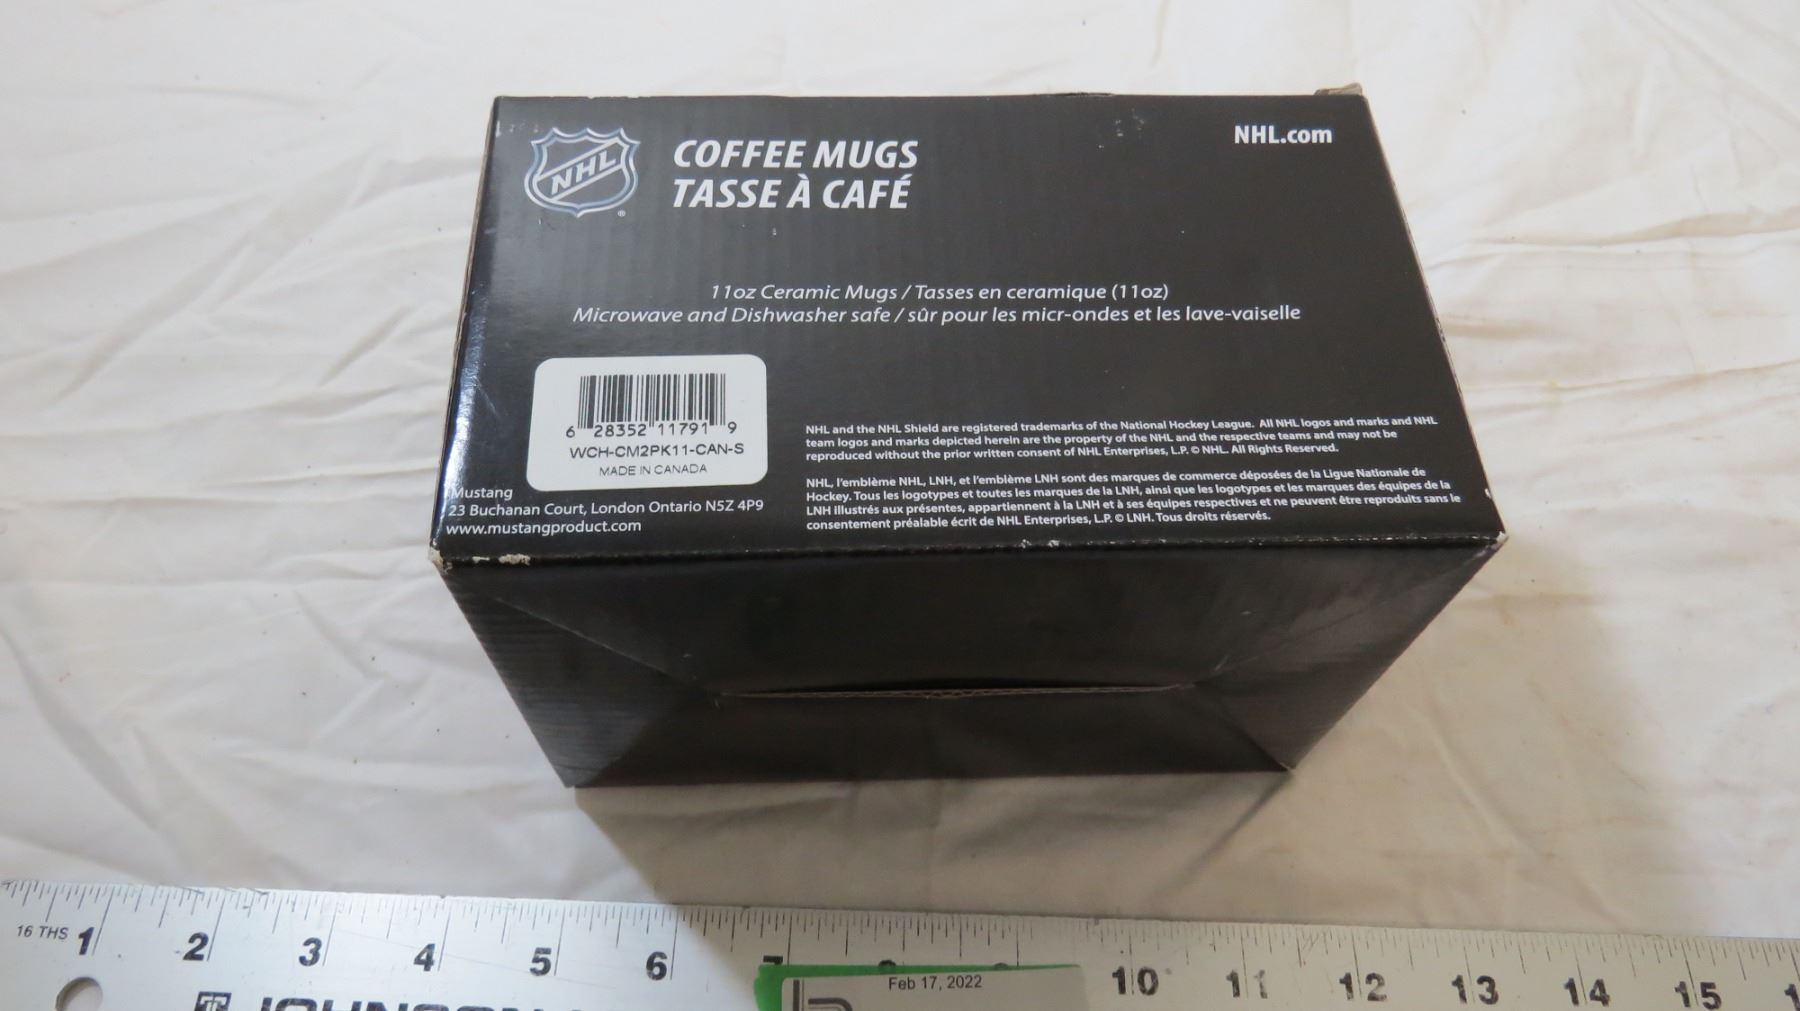 NHL
®
COFFEE MUGS
TASSE À CAFÉ
NHL.com
11oz Ceramic Mugs / Tasses en ceramique (11oz)
Microwave and Dishwasher safe / sûr pour les micr-ondes et les lave-vaiselle
6 28352 11791 9
WCH-CM2PK11-CAN-S
MADE IN CANADA
Mustang
23 Buchanan Court, London Ontario N5Z 4P9
www.mustangproduct.com
NHL and the NHL Shield are registered trademarks of the National Hockey League. All NHL logos and marks and NHL
team logos and marks depicted herein are the property of the NHL and the respective teams and may not be
reproduced without the prior written consent of NHL Enterprises, L.P. © NHL. All Rights Reserved.
NHL, l'emblème NHL, LNH, et l'emblème LNH sont des marques de commerce déposées de la Ligue Nationale de
Hockey. Tous les logotypes et toutes les marques de la LNH, ainsi que les logotypes et les marques des équipes de la
LNH illustrés aux présentes, appartiennent à la LNH et à ses équipes respectives et ne peuvent être reproduits sans le
consentement préalable écrit de NHL Enterprises, L.P. © LNH. Tous droits réservés.
16 THS 1 2 3 4 5 6 10 11 12 13 14 15
Feb 17, 2022
JOHNSON